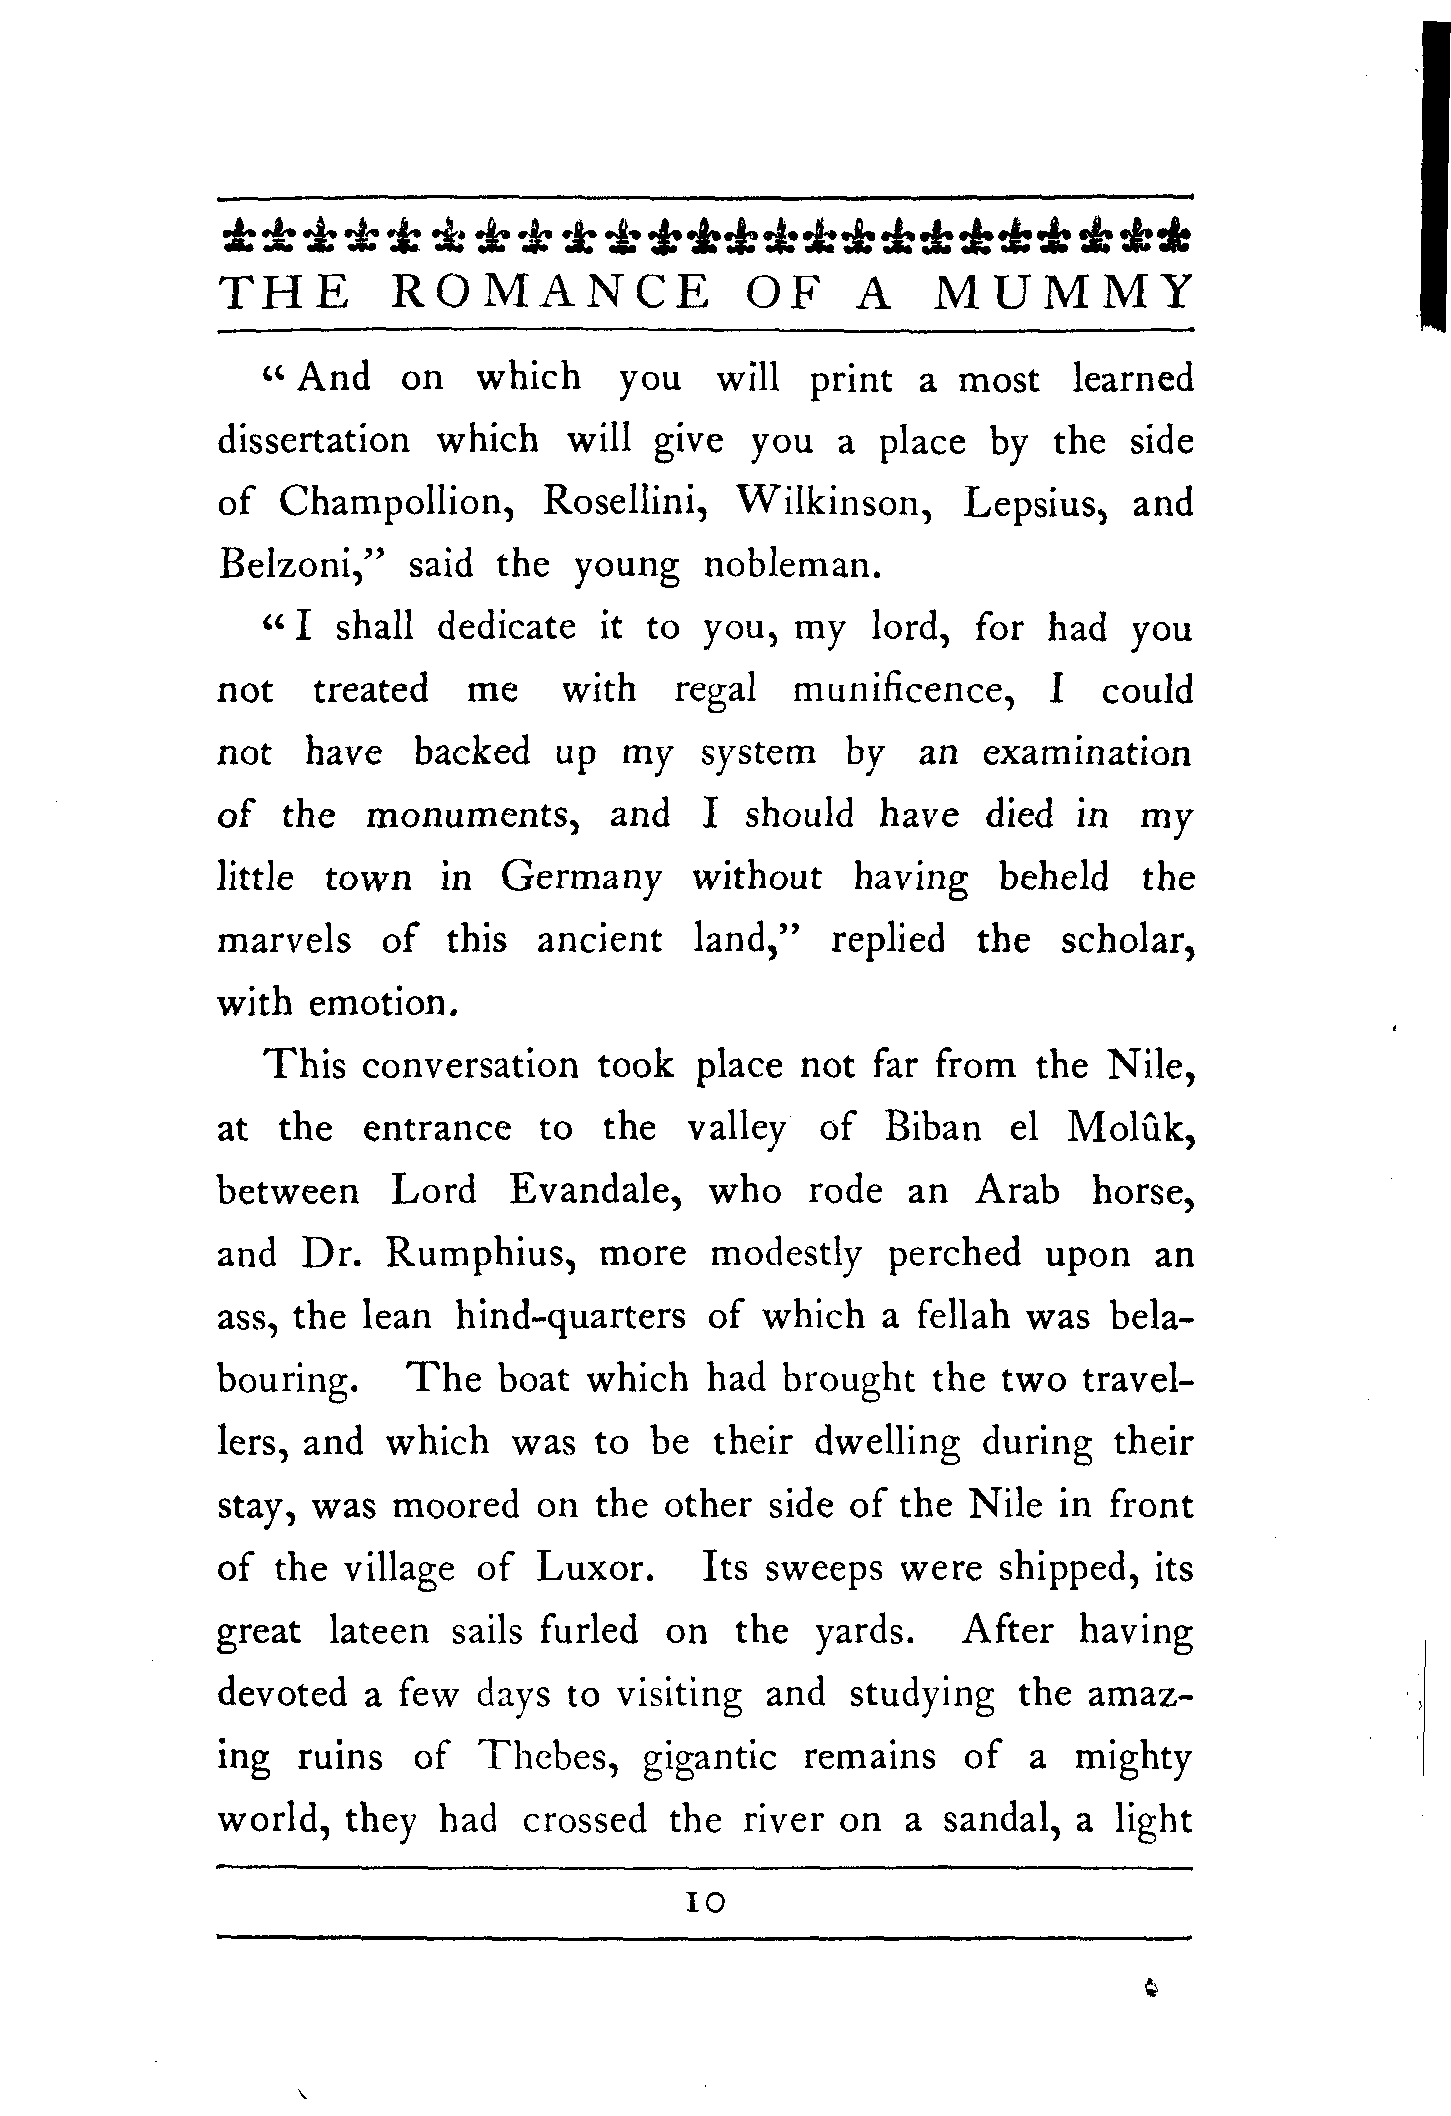 THE ROMANCE OF A MUMMY
“And on which you will print a most learned
dissertation which will give you a place by the side
of Champollion, Rosellini, Wilkinson, Lepsius, and
Belzoni,” said the young nobleman.
“I shall dedicate it to you, my lord, for had you
not treated me with regal munificence, I could
not have backed up my system by an examination
of the monuments, and I should have died in my
little town in Germany without having beheld the
marvels of this ancient land,” replied the scholar,
with emotion.
This conversation took place not far from the Nile,
at the entrance to the valley of Biban el Molûk,
between Lord Evandale, who rode an Arab horse,
and Dr. Rumphius, more modestly perched upon an
ass, the lean hind-quarters of which a fellah was bela-
bouring. The boat which had brought the two travel-
lers, and which was to be their dwelling during their
stay, was moored on the other side of the Nile in front
of the village of Luxor. Its sweeps were shipped, its
great lateen sails furled on the yards. After having
devoted a few days to visiting and studying the amaz-
ing ruins of Thebes, gigantic remains of a mighty
world, they had crossed the river on a sandal, a light
10